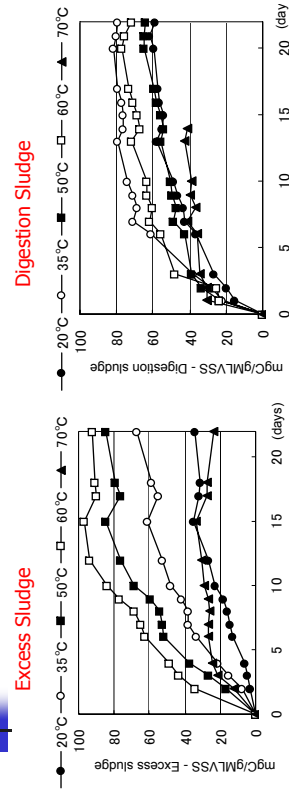 Excess Sludge
20°C 35°C 50°C 60°C 70°C
100
80
60
40
20
0
mgC/gMLVSS - Excess sludge
0 5 10 15 20 (days)
Digestion Sludge
20°C 35°C 50°C 60°C 70°C
100
80
60
40
20
0
mgC/gMLVSS - Digestion sludge
0 5 10 15 20 (day